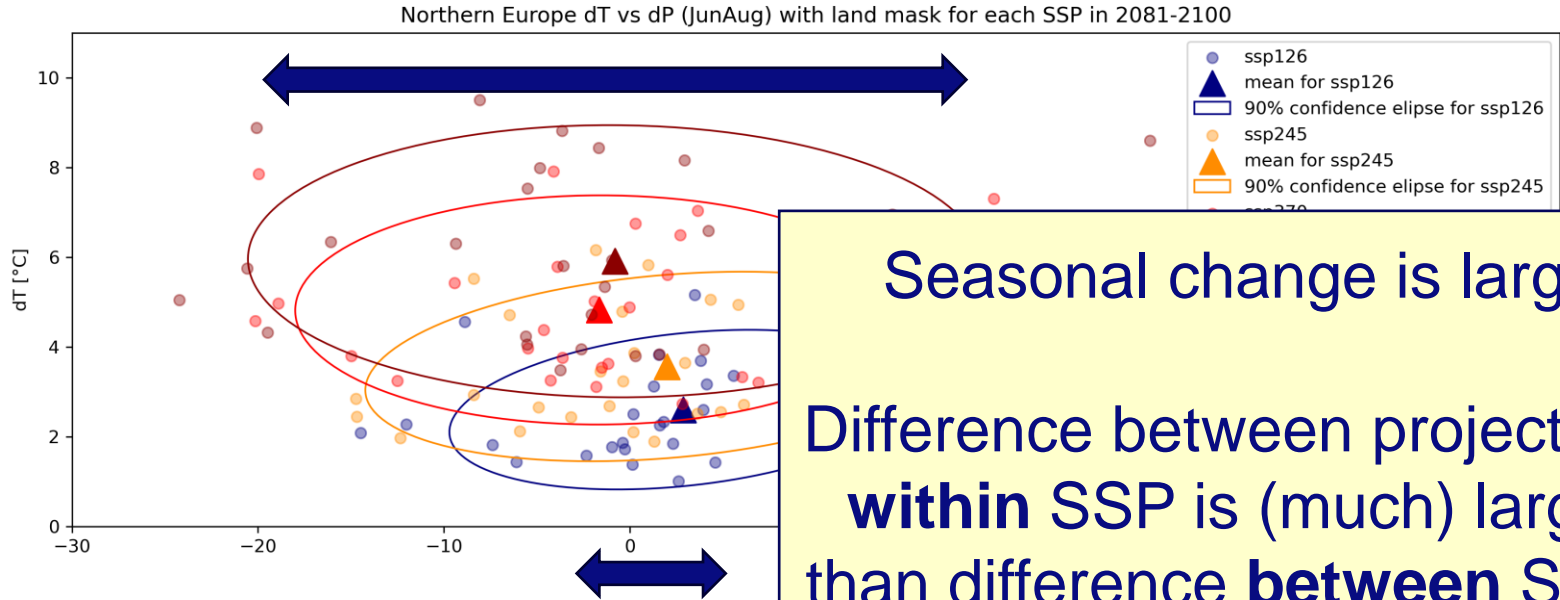 Northern Europe dT vs dP (JunAug) with land mask for each SSP in 2081-2100
ssp126
mean for ssp126
90% confidence elipse for ssp126
ssp245
mean for ssp245
90% confidence elipse for ssp245
dT [°C]
10
8
6
4
2
0
−30
−20
−10
0
Seasonal change is larg
Difference between project
within SSP is (much) larg
than difference between S